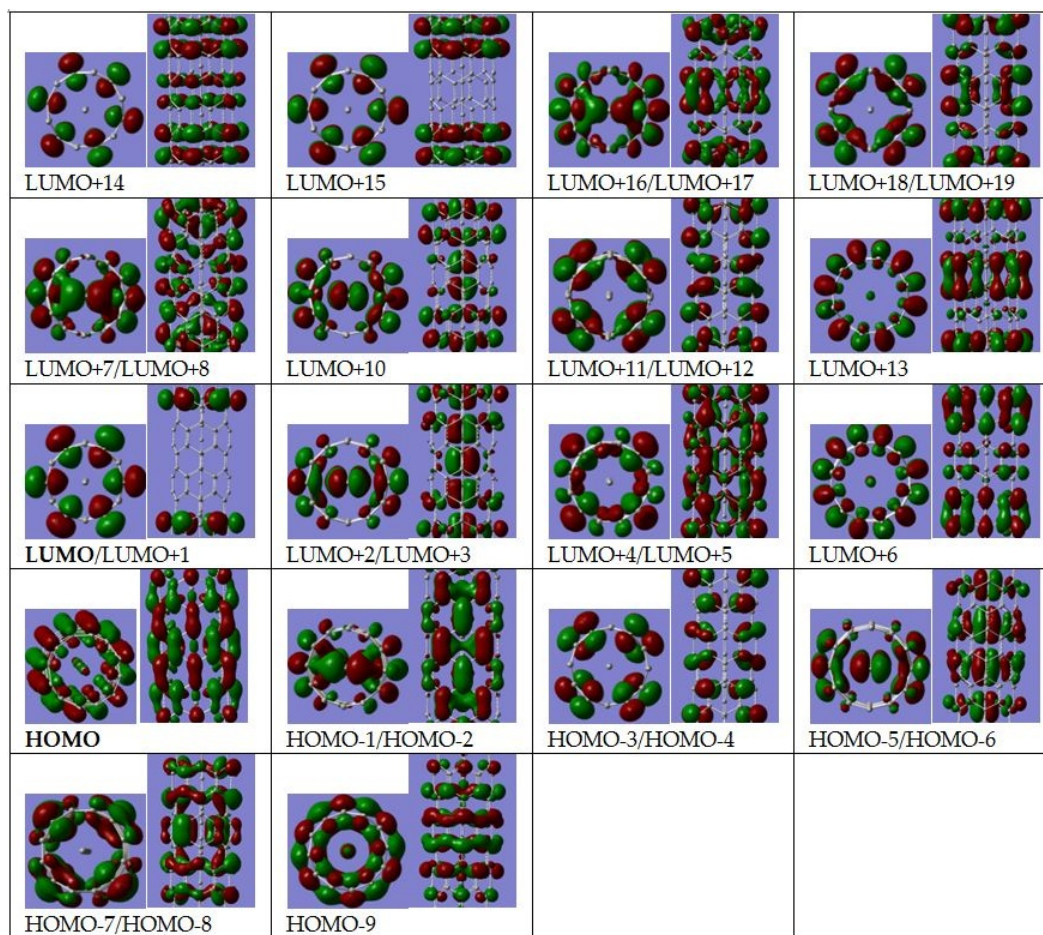 LUMO+14
LUMO+15
LUMO+16/LUMO+17
LUMO+18/LUMO+19
LUMO+7/LUMO+8
LUMO+10
LUMO+11/LUMO+12
LUMO+13
LUMO/LUMO+1
LUMO+2/LUMO+3
LUMO+4/LUMO+5
LUMO+6
HOMO
HOMO-1/HOMO-2
HOMO-3/HOMO-4
HOMO-5/HOMO-6
HOMO-7/HOMO-8
HOMO-9